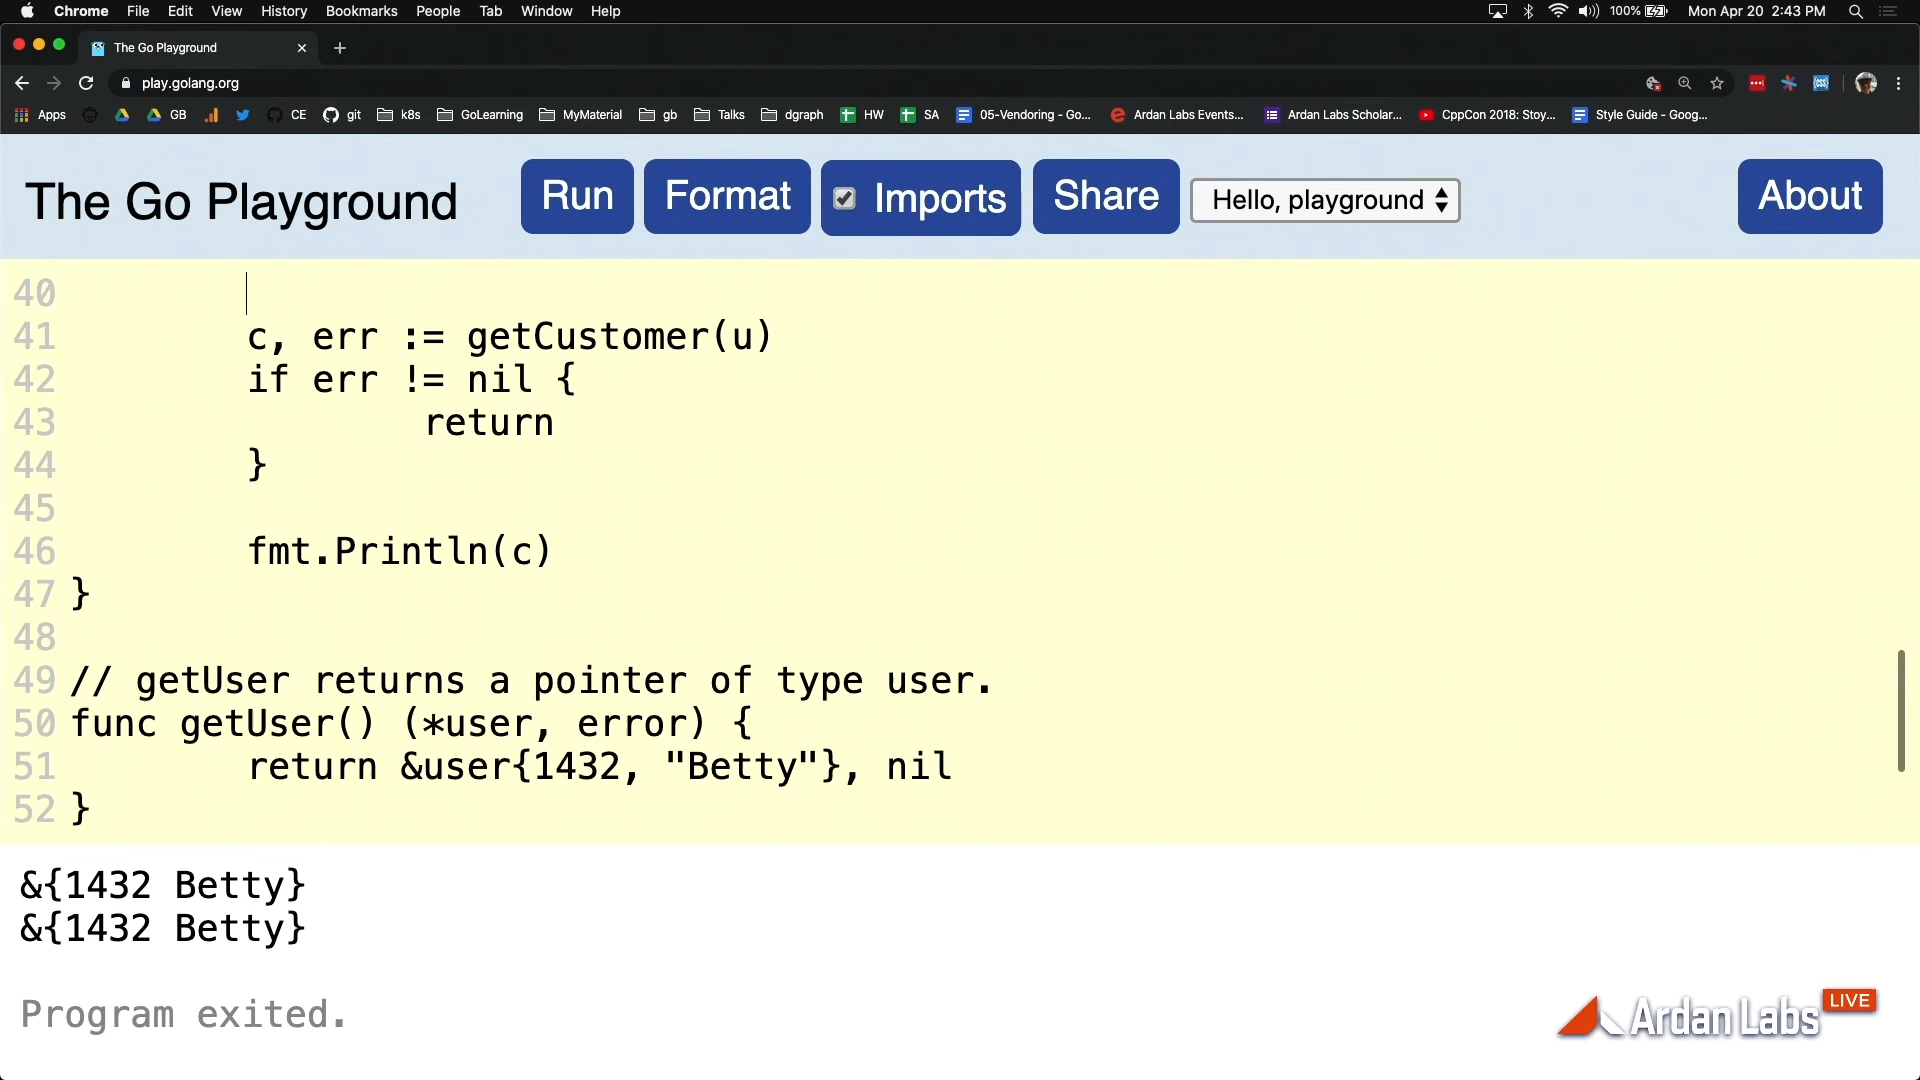 Chrome File Edit View History Bookmarks People Tab Window Help 100% Mon Apr 20 2:43 PM
The Go Playground
play.golang.org
Apps GB CE git k8s GoLearning MyMaterial gb Talks dgraph HW SA 05-Vendoring - Go... Ardan Labs Events... Ardan Labs Scholar... CppCon 2018: Stoy... Style Guide - Goog...
The Go Playground Run Format Imports Share Hello, playground About
40
41 c, err := getCustomer(u)
42 if err != nil {
43 return
44 }
45
46 fmt.Println(c)
47 }
48
49 // getUser returns a pointer of type user.
50 func getUser() (*user, error) {
51 return &user{1432, "Betty"}, nil
52 }
&{1432 Betty}
&{1432 Betty}
Program exited.
Ardan Labs LIVE